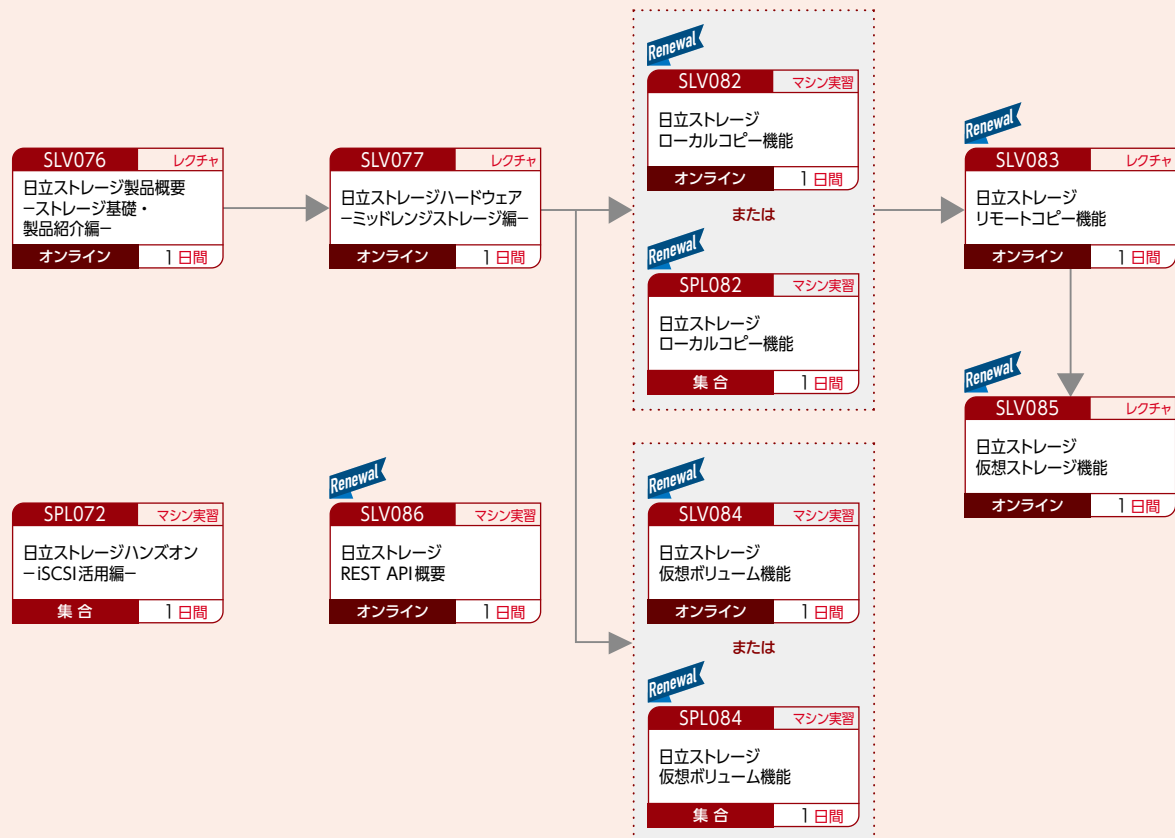 SLV076 レクチャ
日立ストレージ製品概要
−ストレージ基礎・
製品紹介編−
オンライン 1日間
SLV077 レクチャ
日立ストレージハードウェア
−ミッドレンジストレージ編−
オンライン 1日間
Renewal
SLV082 マシン実習
日立ストレージ
ローカルコピー機能
オンライン 1日間
または
Renewal
SPL082 マシン実習
日立ストレージ
ローカルコピー機能
集合 1日間
Renewal
SLV083 レクチャ
日立ストレージ
リモートコピー機能
オンライン 1日間
Renewal
SLV085 レクチャ
日立ストレージ
仮想ストレージ機能
オンライン 1日間
SPL072 マシン実習
日立ストレージハンズオン
−iSCSI活用編−
集合 1日間
Renewal
SLV086 マシン実習
日立ストレージ
REST API概要
オンライン 1日間
Renewal
SLV084 マシン実習
日立ストレージ
仮想ボリューム機能
オンライン 1日間
または
Renewal
SPL084 マシン実習
日立ストレージ
仮想ボリューム機能
集合 1日間